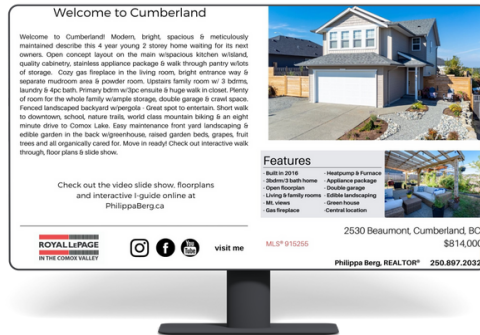 Welcome to Cumberland
Welcome to Cumberland! Modern, bright, spacious & meticulously
maintained describe this 4 year young 2 storey home waiting for its next
owners. Open concept layout on the main w/spacious kitchen w/island,
quality cabinetry, stainless appliance package & walk through pantry w/lots
of storage. Cozy gas fireplace in the living room, bright entrance way &
separate mudroom area & powder room. Upstairs family room w/ 3 bdrms,
laundry & 4pc bath. Primary bdrm w/3pc ensuite & huge walk in closet. Plenty
of room for the whole family w/ample storage, double garage & crawl space.
Fenced landscaped backyard w/pergola - Great spot to entertain. Short walk
to downtown, school, nature trails, world class mountain biking & an eight
minute drive to Comox Lake. Easy maintenance front yard landscaping &
edible garden in the back w/greenhouse, raised garden beds, grapes, fruit
trees and all organically cared for. Move in ready! Check out interactive walk
through, floor plans & slide show.
Check out the video slide show. floorplans
and interactive I-guide online at
PhilippaBerg.ca
ROYAL LEPAGE
IN THE COMOX VALLEY
You
Tube
visit me
Features
- Built in 2016
- 3bdrm/3 bath home
- Open floorplan
- Living & family rooms
- Mt. views
- Gas fireplace
- Heatpump & Furnace
- Appliance package
- Double garage
- Edible landscaping
- Green house
-Central location
2530 Beaumont, Cumberland, BC
MLS® 915255
$814,000
Philippa Berg, REALTOR® 250.897.2032